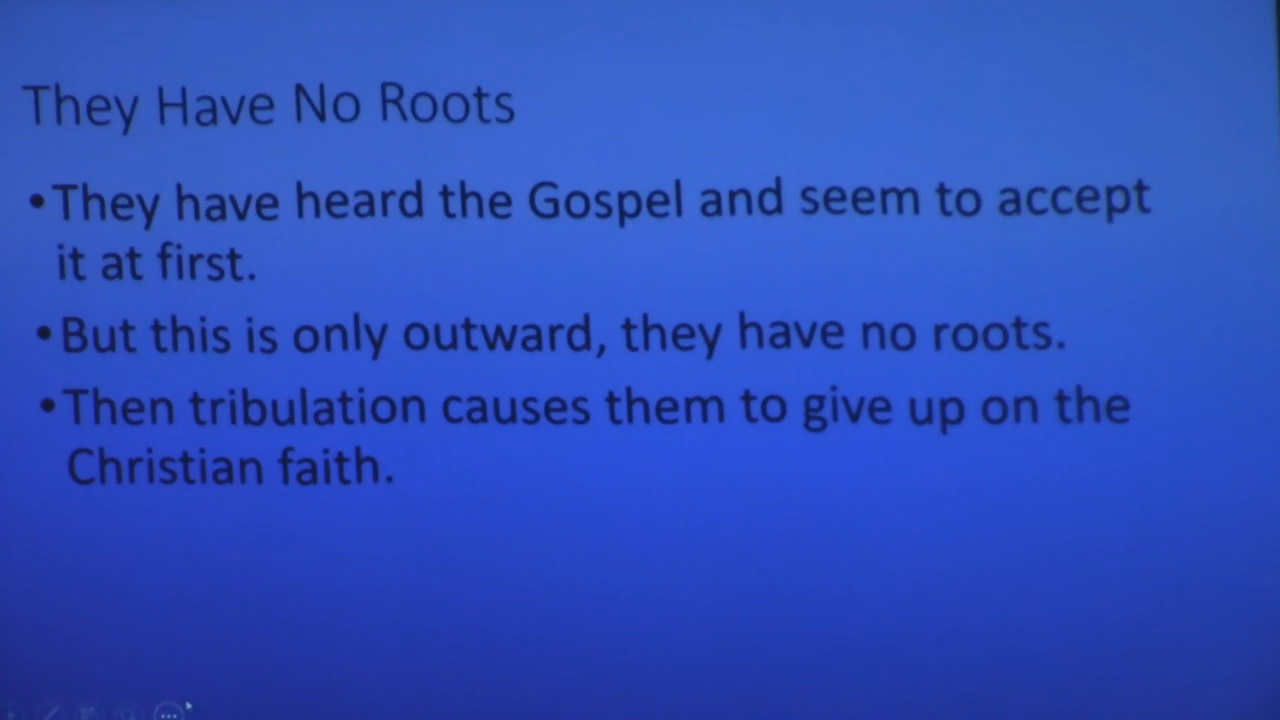 They Have No Roots
•They have heard the Gospel and seem to accept
it at first.
•But this is only outward, they have no roots.
•Then tribulation causes them to give up on the
Christian faith.